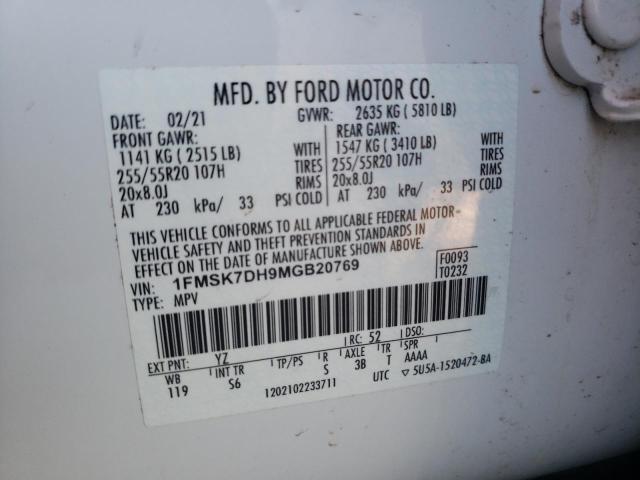 MFD. BY FORD MOTOR CO.
DATE: 02/21 GVWR: 2635 KG ( 5810 LB)
FRONT GAWR: REAR GAWR:
1141 KG ( 2515 LB) WITH 1547 KG ( 3410 LB) WITH
255/55R20 107H TIRES 255/55R20 107H TIRES
20x8.0J RIMS 20x8.0J RIMS
AT 230 kPa/ 33 PSI COLD AT 230 kPa/ 33 PSI COLD
THIS VEHICLE CONFORMS TO ALL APPLICABLE FEDERAL MOTOR-
VEHICLE SAFETY AND THEFT PREVENTION STANDARDS IN
EFFECT ON THE DATE OF MANUFACTURE SHOWN ABOVE.
VIN: 1FMSK7DH9MGB20769 F0093
TYPE: MPV T0232
EXT PNT: YZ RC: 52 DSO:
WB INT TR TP/PS R AXLE TR SPR
119 S6 S 3B T AAAA
1202102233711 UTC ▽ 5U5A-1520472-BA